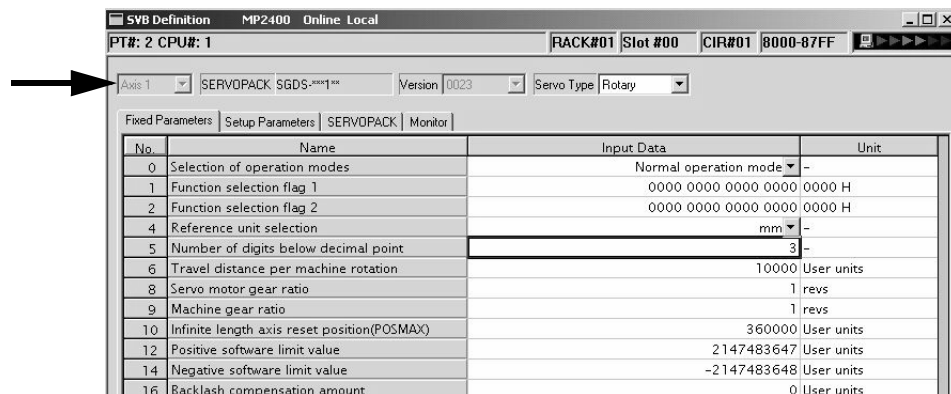 SVB Definition MP2400 Online Local
PT#: 2 CPU#: 1 RACK#01 Slot #00 CIR#01 8000-87FF
Axis 1 SERVOPACK SGDS-***1** Version 0023 Servo Type Rotary
Fixed Parameters Setup Parameters SERVOPACK Monitor
No. Name Input Data Unit
0 Selection of operation modes Normal operation mode -
1 Function selection flag 1 0000 0000 0000 0000 0000 H
2 Function selection flag 2 0000 0000 0000 0000 0000 H
4 Reference unit selection mm -
5 Number of digits below decimal point 3 -
6 Travel distance per machine rotation 10000 User units
8 Servo motor gear ratio 1 revs
9 Machine gear ratio 1 revs
10 Infinite length axis reset position(POSMAX) 360000 User units
12 Positive software limit value 2147483647 User units
14 Negative software limit value -2147483648 User units
16 Backlash compensation amount 0 User units